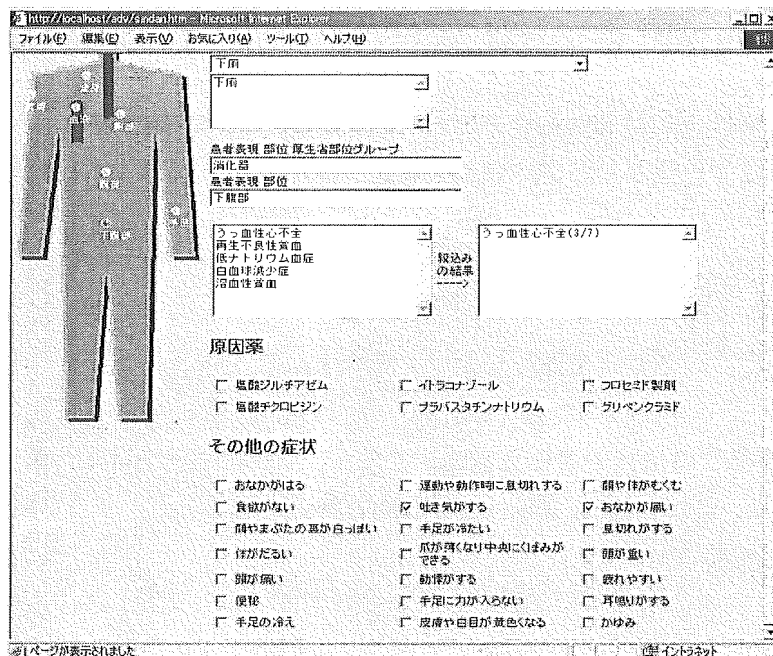 http://localhost/adv/sindan.htm - Microsoft Internet Explorer
ファイル(F) 編集(E) 表示(V) お気に入り(A) ツール(T) ヘルプ(H)
下痢
下痢
患者表現 部位 厚生省部位グループ
消化器
患者表現 部位
下腹部
うっ血性心不全
再生不良性貧血
低ナトリウム血症
白血球減少症
溶血性貧血
絞込み
の結果
---->
うっ血性心不全(3/7)
原因薬
塩酸ジルチアゼム イトラコナゾール フロセミド製剤
塩酸チクロピジン プラバスタチンナトリウム グリベンクラミド
その他の症状
おなかがはる 運動や動作時に息切れする 顔や体がむくむ
食欲がない 吐き気がする おなかが痛い
顔やまぶたの裏が白っぽい 手足が冷たい 息切れがする
体がだるい 爪が薄くなり中央にくぼみができる 頭が重い
頭が痛い 動悸がする 疲れやすい
便秘 手足に力が入らない 耳鳴りがする
手足の冷え 皮膚や白目が黄色くなる かゆみ
ページが表示されました イントラネット